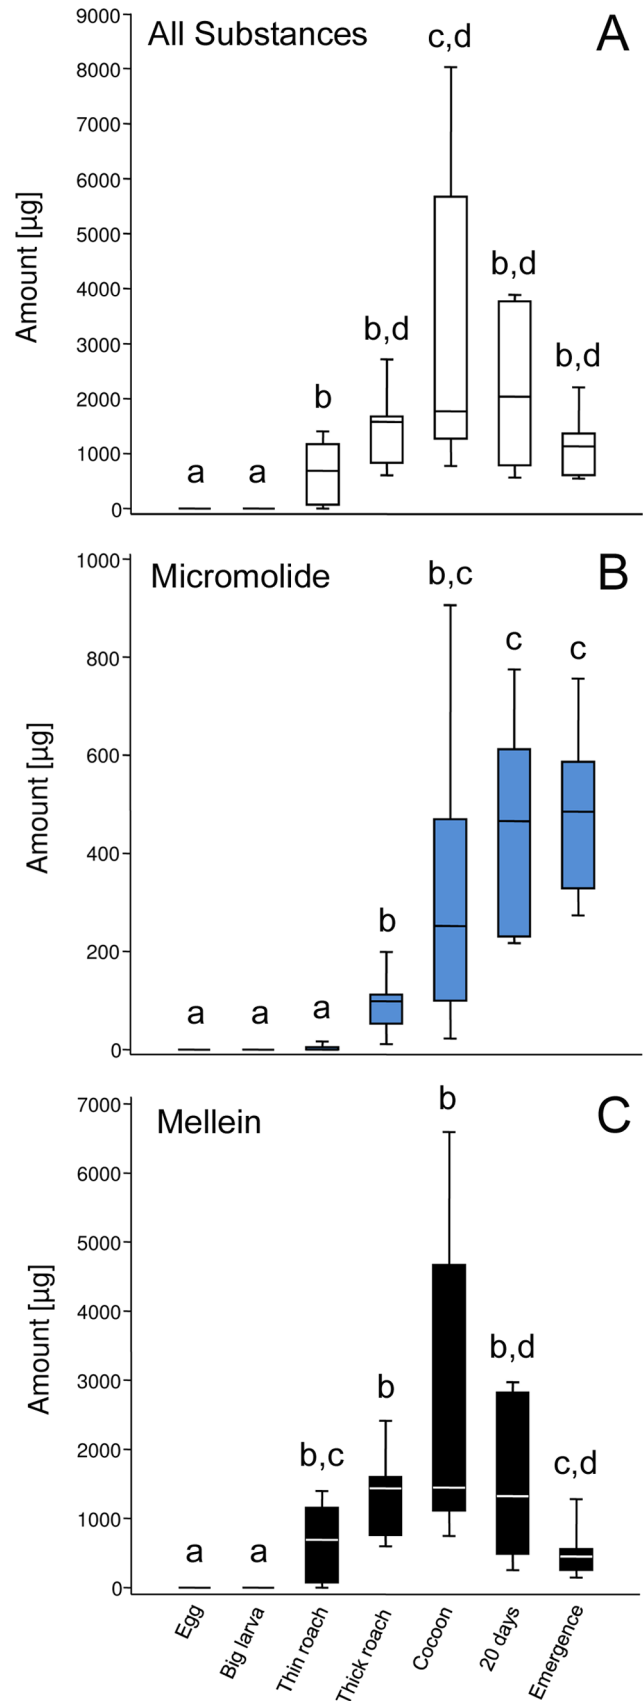 All Substances
A
Amount [µg]
9000
8000
7000
6000
5000
4000
3000
2000
1000
0
a
a
b
b,d
c,d
b,d
b,d
Micromolide
B
Amount [µg]
1000
800
600
400
200
0
a
a
a
b
b,c
c
c
Mellein
C
Amount [µg]
7000
6000
5000
4000
3000
2000
1000
0
a
a
b,c
b
b
b,d
c,d
Egg
Big larva
Thin roach
Thick roach
Cocoon
20 days
Emergence